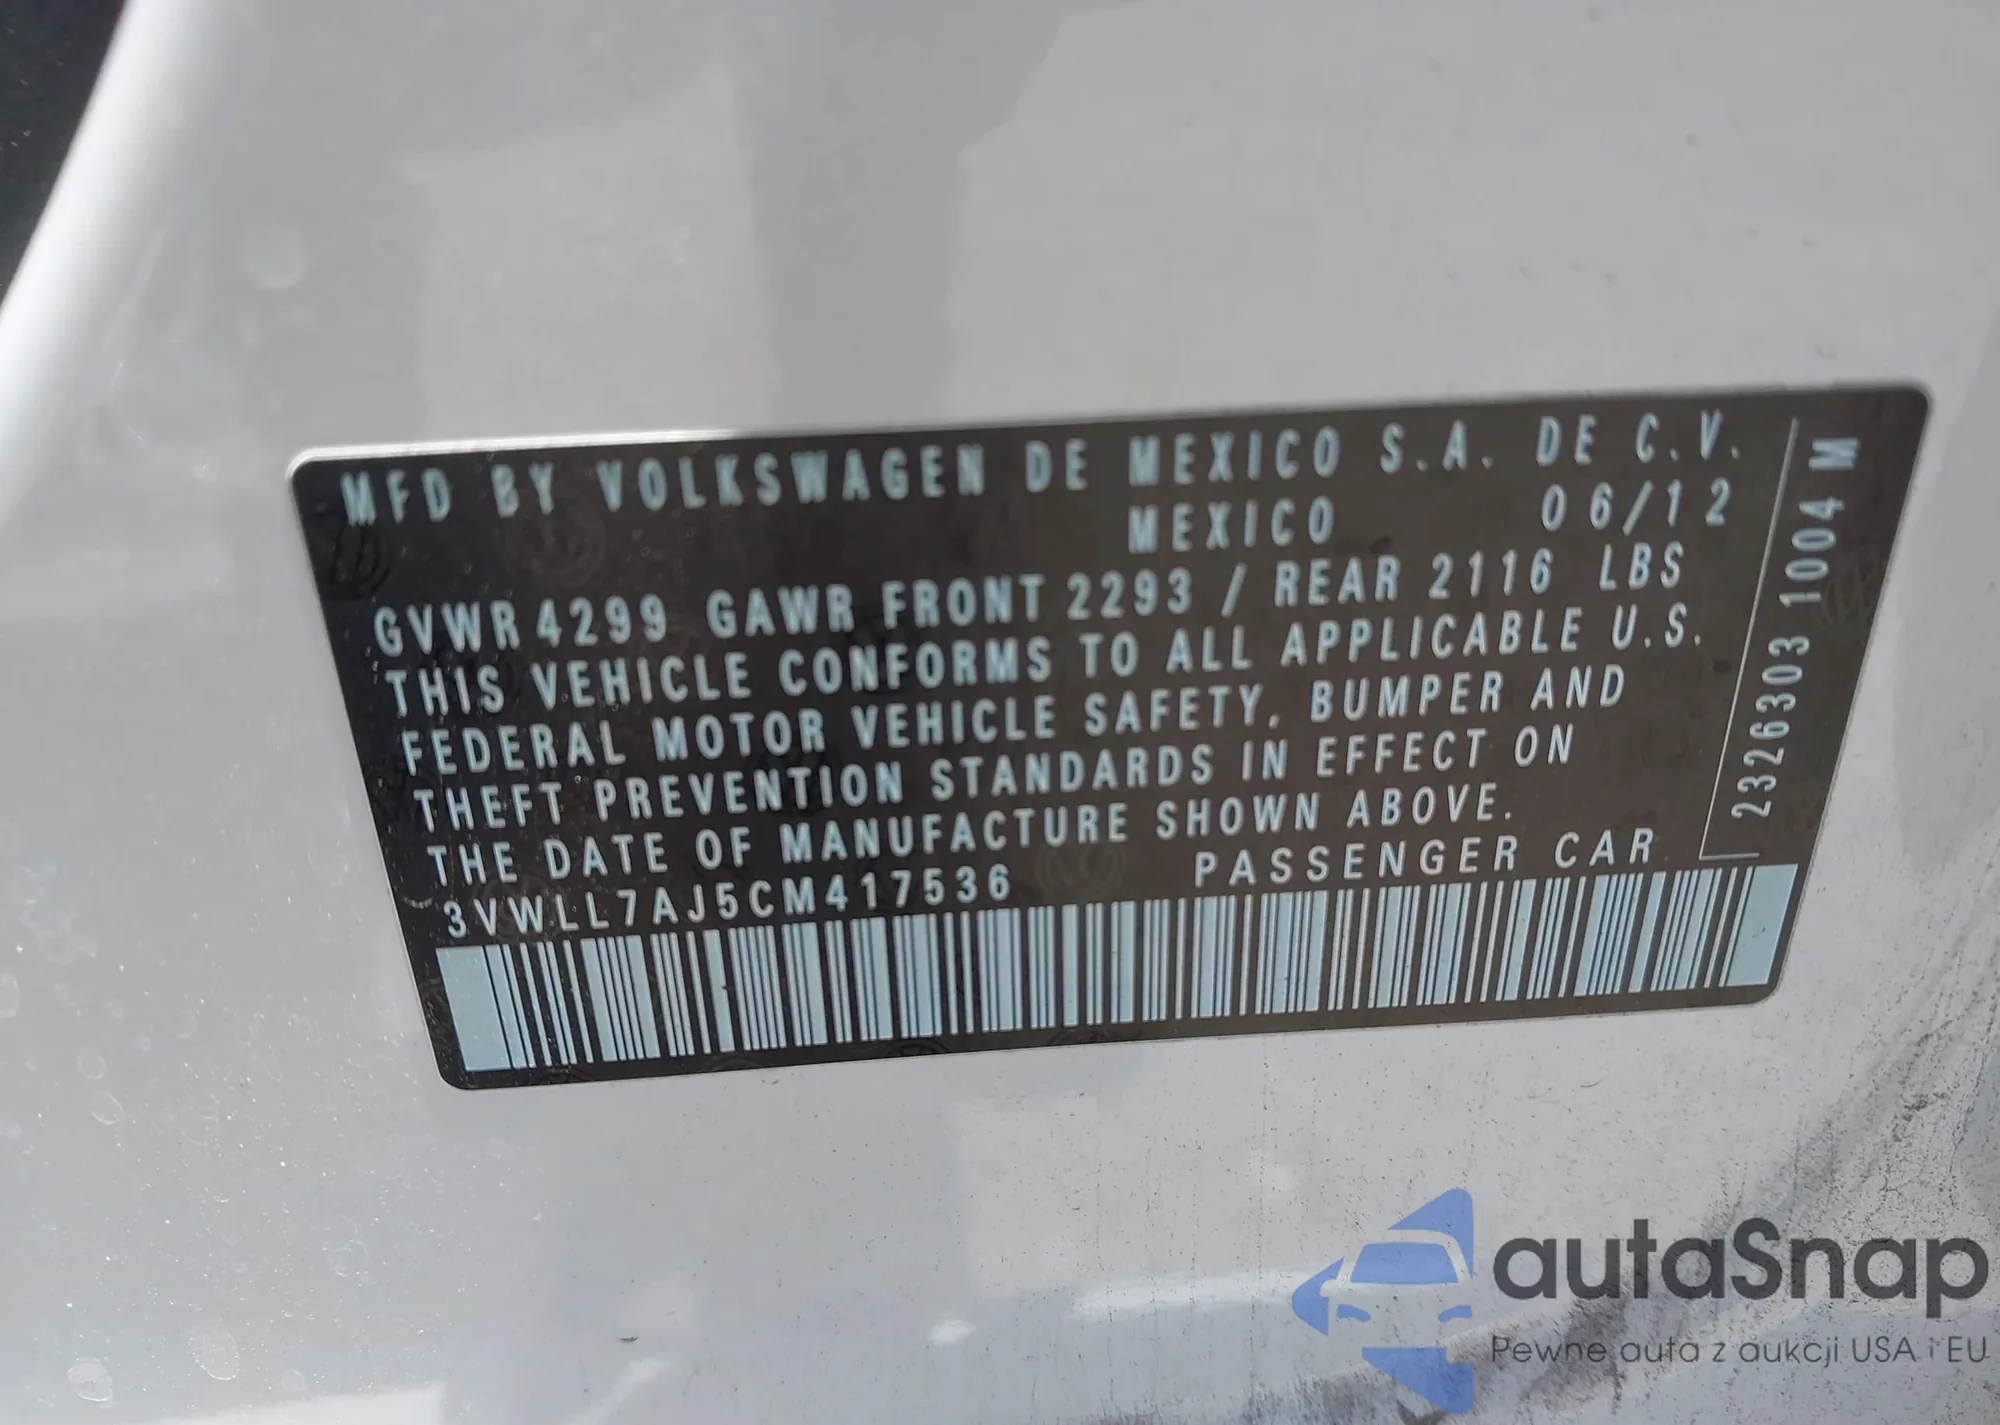 MFD BY VOLKSWAGEN DE MEXICO S.A. DE C.V.
MEXICO 06/12
GVWR 4299 GAWR FRONT 2293 / REAR 2116 LBS
THIS VEHICLE CONFORMS TO ALL APPLICABLE U.S.
FEDERAL MOTOR VEHICLE SAFETY, BUMPER AND
THEFT PREVENTION STANDARDS IN EFFECT ON
THE DATE OF MANUFACTURE SHOWN ABOVE.
3VWLL7AJ5CM417536 PASSENGER CAR
2326303 1004 M
autaSnap
Pewne auta z aukcji USA i EU